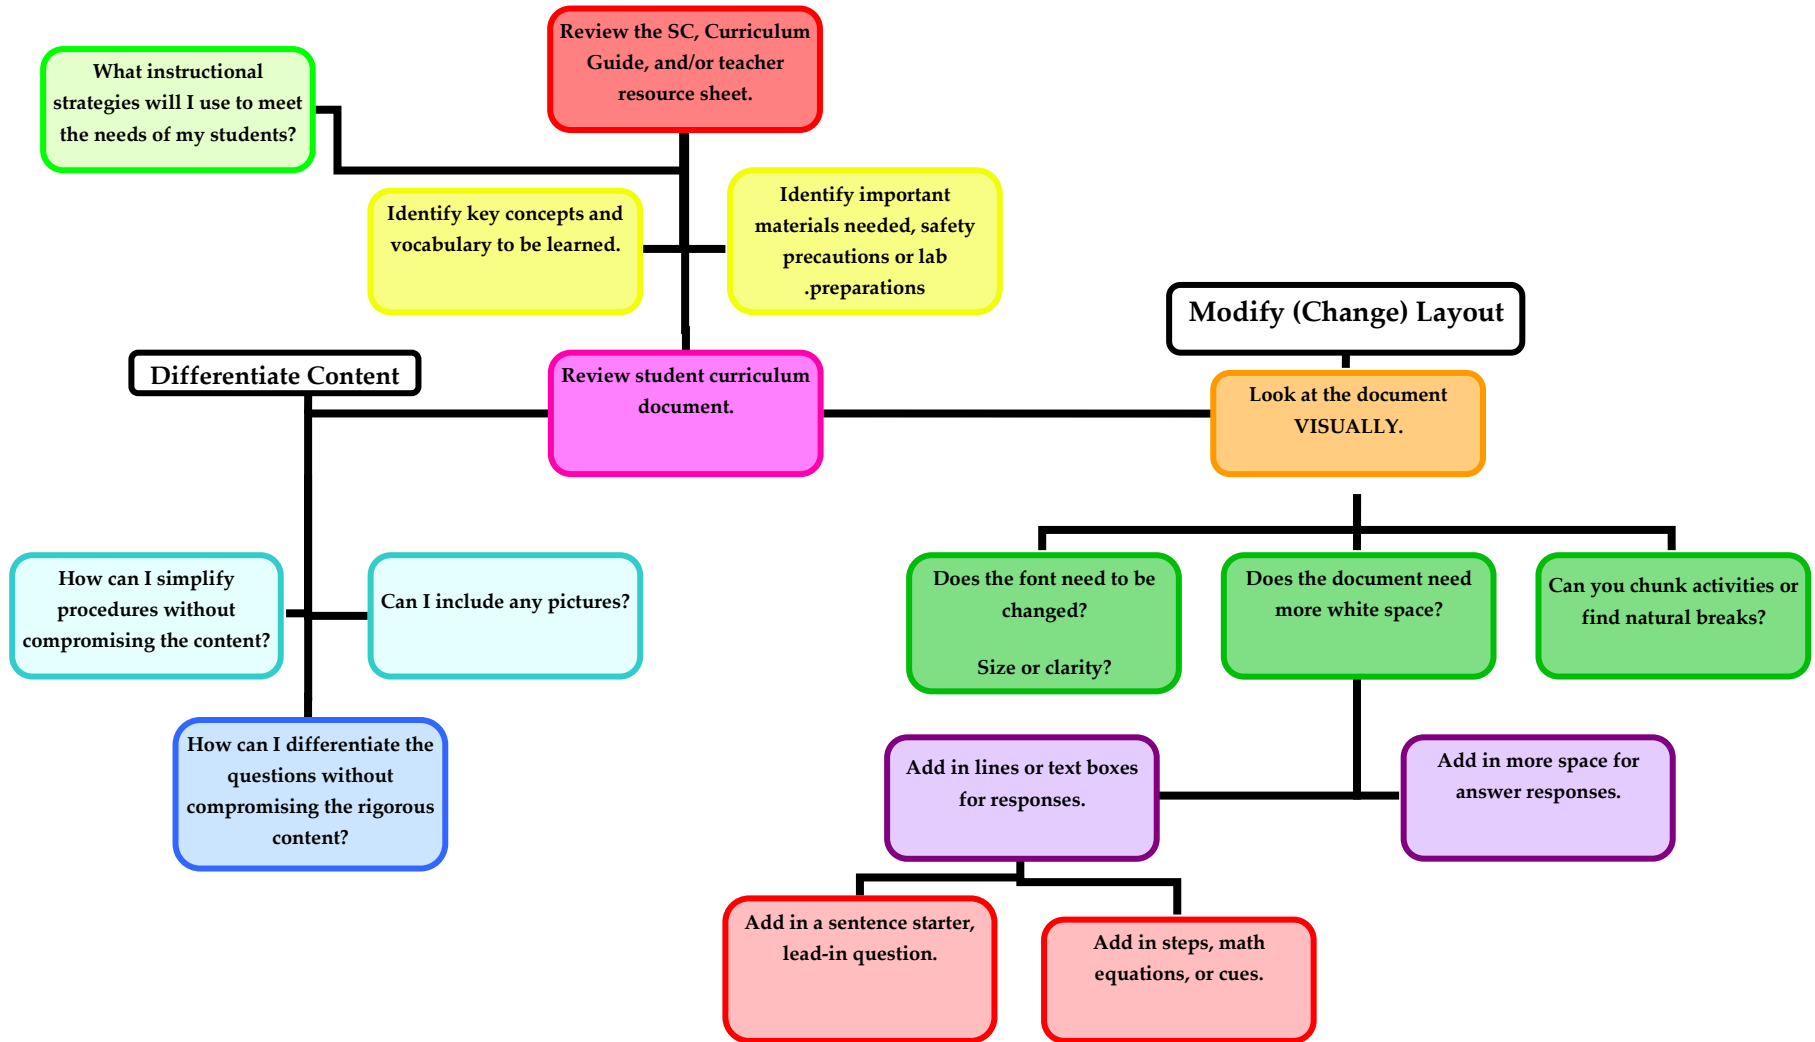 Review the SC, Curriculum
Guide, and/or teacher
resource sheet.
What instructional
strategies will I use to meet
the needs of my students?
Identify key concepts and
vocabulary to be learned.
Identify important
materials needed, safety
precautions or lab
.preparations
Modify (Change) Layout
Differentiate Content
Review student curriculum
document.
Look at the document
VISUALLY.
How can I simplify
procedures without
compromising the content?
Can I include any pictures?
Does the font need to be
changed?
Size or clarity?
Does the document need
more white space?
Can you chunk activities or
find natural breaks?
How can I differentiate the
questions without
compromising the rigorous
content?
Add in lines or text boxes
for responses.
Add in more space for
answer responses.
Add in a sentence starter,
lead-in question.
Add in steps, math
equations, or cues.